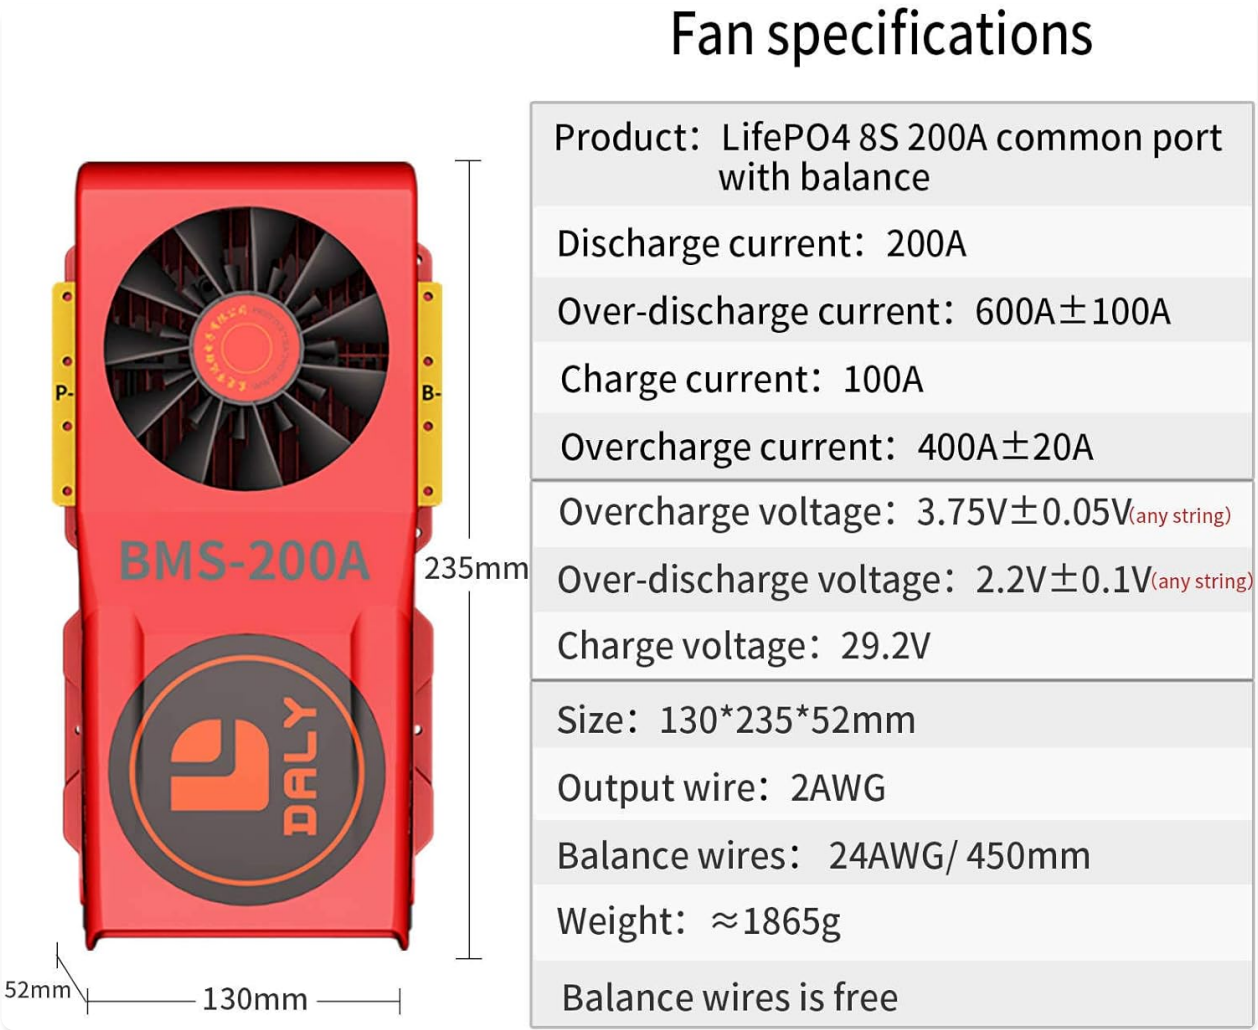 Fan specifications
Product: LifePO4 8S 200A common port
with balance
Discharge current: 200A
Over-discharge current: 600A±100A
Charge current: 100A
Overcharge current: 400A±20A
Overcharge voltage: 3.75V±0.05V(any string)
Over-discharge voltage: 2.2V±0.1V(any string)
Charge voltage: 29.2V
Size: 130*235*52mm
Output wire: 2AWG
Balance wires: 24AWG/ 450mm
Weight: ≈1865g
Balance wires is free
P-
B-
BMS-200A
235mm
DALY
52mm
130mm